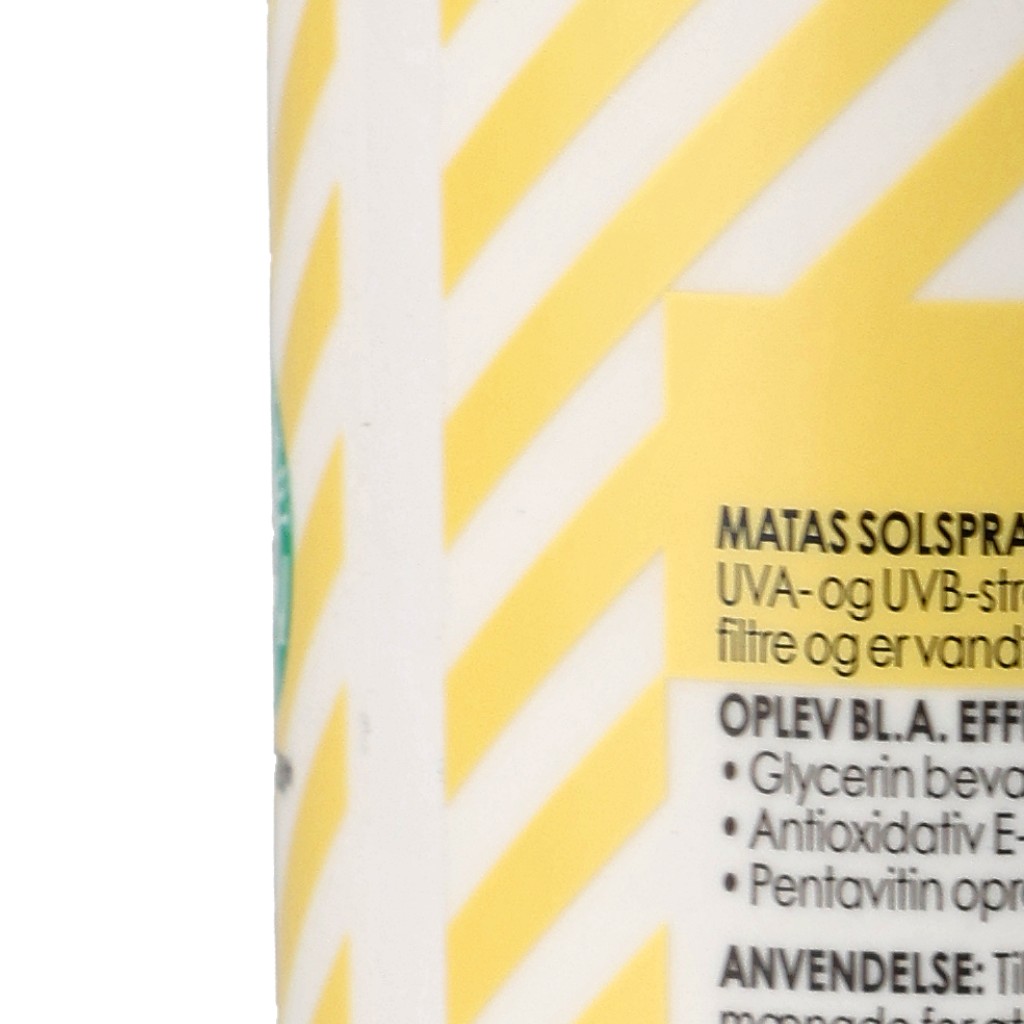 MATAS SOLSPRA
UVA- og UVB-str
filtre og er vand
OPLEV BL.A. EFF
• Glycerin beva
• Antioxidativ E-
• Pentavitin opr
ANVENDELSE: Til